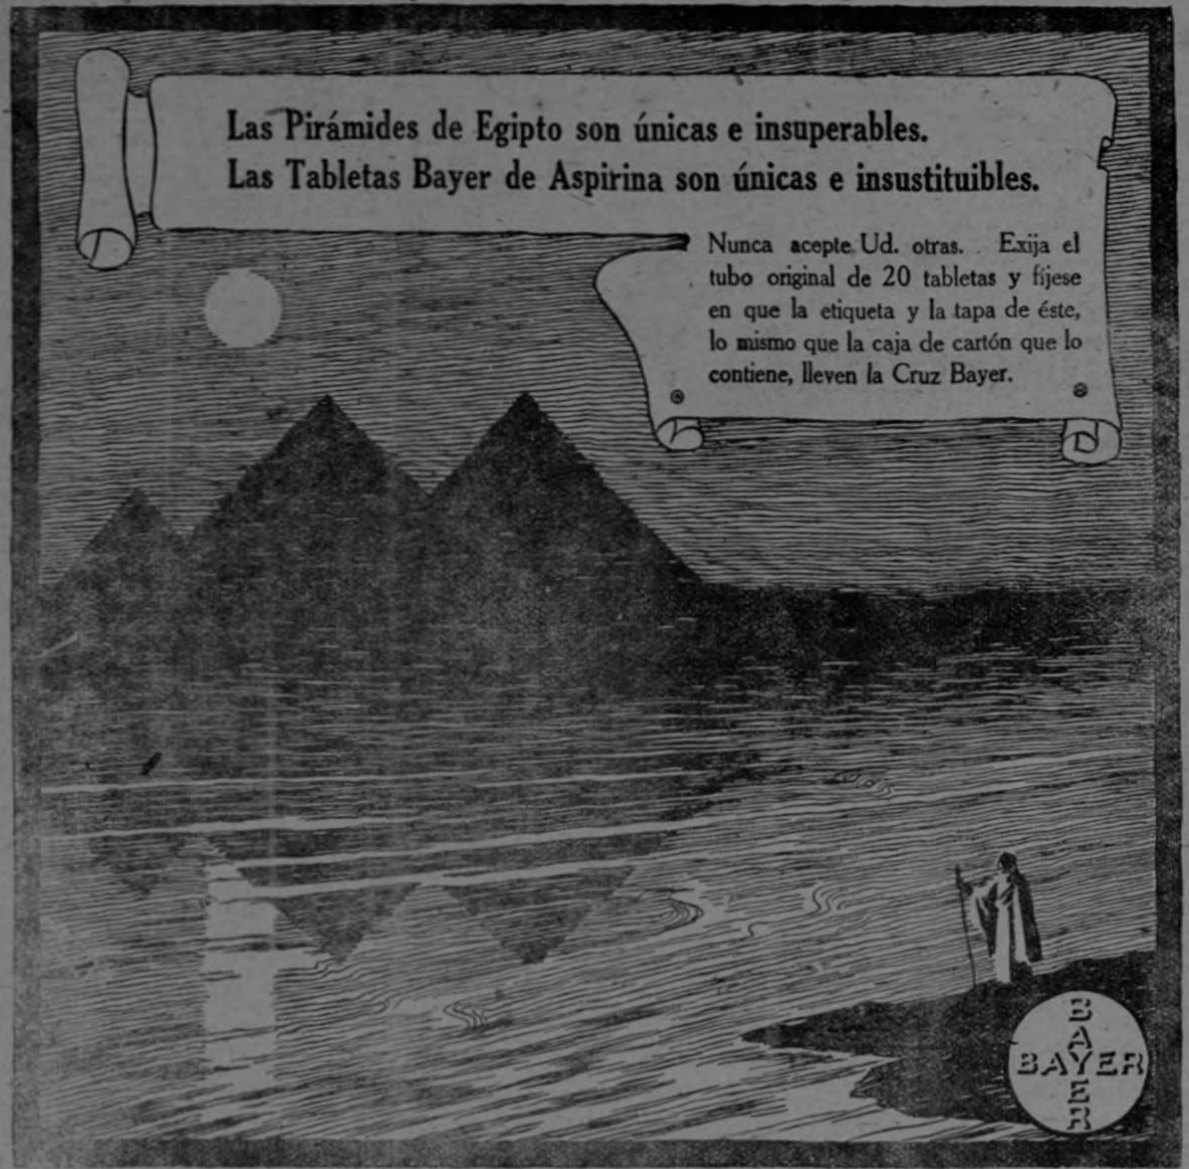 Las Pirámides de Egipto son únicas e insuperables.
Las Tabletas Bayer de Aspirina son únicas e insustituibles.
Nunca acepte Ud. otras. Exija el
tubo original de 20 tabletas y fíjese
en que la etiqueta y la tapa de éste,
lo mismo que la caja de cartón que lo
contiene, lleven la Cruz Bayer.
BAYER
BAYER